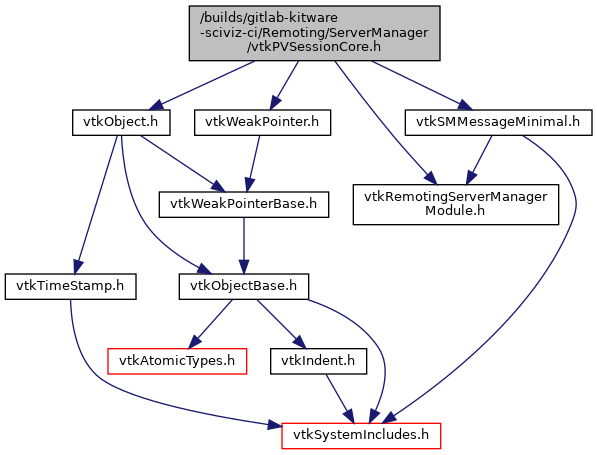 /builds/gitlab-kitware
-sciviz-ci/Remoting/ServerManager
/vtkPVSessionCore.h
vtkObject.h
vtkWeakPointer.h
vtkSMMessageMinimal.h
vtkWeakPointerBase.h
vtkRemotingServerManager
Module.h
vtkTimeStamp.h
vtkObjectBase.h
vtkAtomicTypes.h
vtkIndent.h
vtkSystemIncludes.h